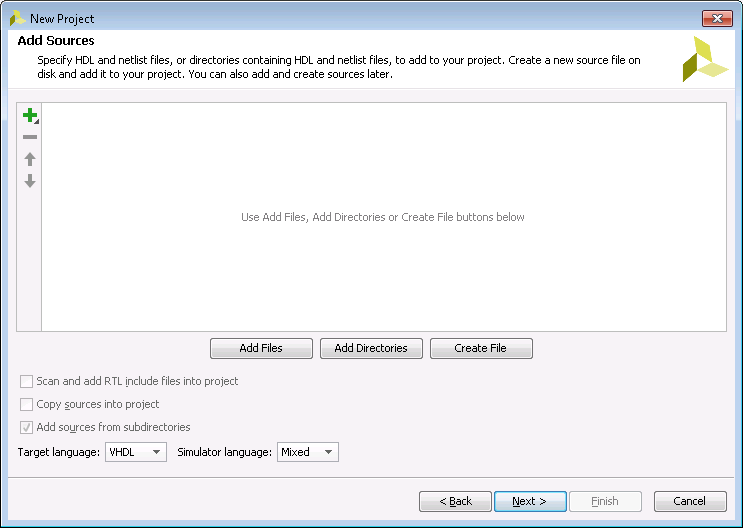 New Project
Add Sources
Specify HDL and netlist files, or directories containing HDL and netlist files, to add to your project. Create a new source file on
disk and add it to your project. You can also add and create sources later.
Use Add Files, Add Directories or Create File buttons below
Add Files Add Directories Create File
Scan and add RTL include files into project
Copy sources into project
Add sources from subdirectories
Target language: VHDL Simulator language: Mixed
< Back Next > Finish Cancel